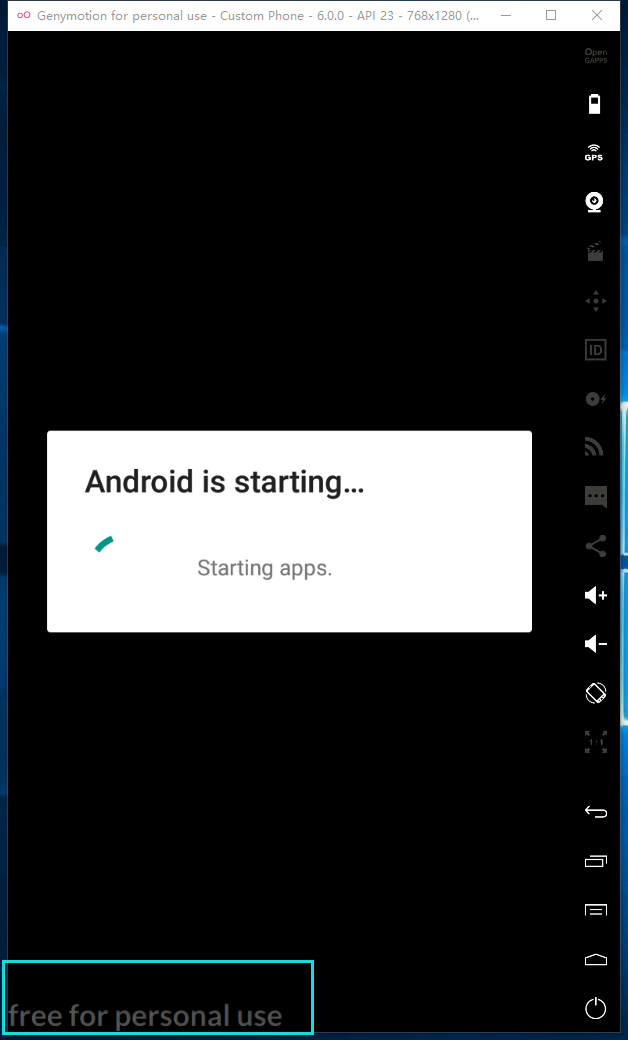 Genymotion for personal use - Custom Phone - 6.0.0 - API 23 - 768x1280 (...
Open
GAPPS
GPS
ID
Android is starting...
Starting apps.
1:1
free for personal use